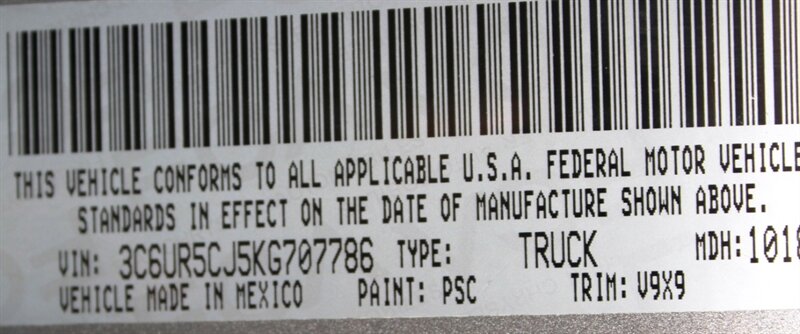 THIS VEHICLE CONFORMS TO ALL APPLICABLE U.S.A. FEDERAL MOTOR VEHICLE
STANDARDS IN EFFECT ON THE DATE OF MANUFACTURE SHOWN ABOVE.
VIN: 3C6UR5CJ5KG707786 TYPE: TRUCK MDH: 1018
VEHICLE MADE IN MEXICO PAINT: PSC TRIM: V9X9